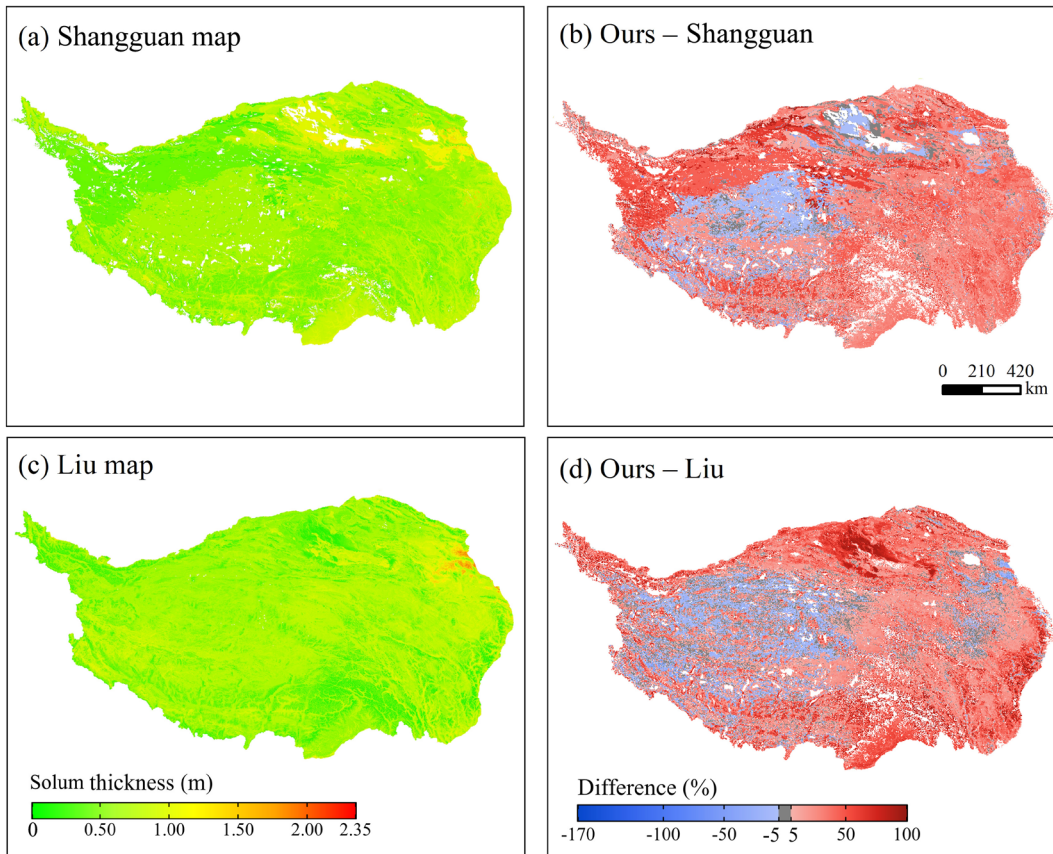 (a) Shangguan map
(b) Ours – Shangguan
0 210 420
km
(c) Liu map
(d) Ours – Liu
Solum thickness (m)
0 0.50 1.00 1.50 2.00 2.35
Difference (%)
-170 -100 -50 -5 5 50 100